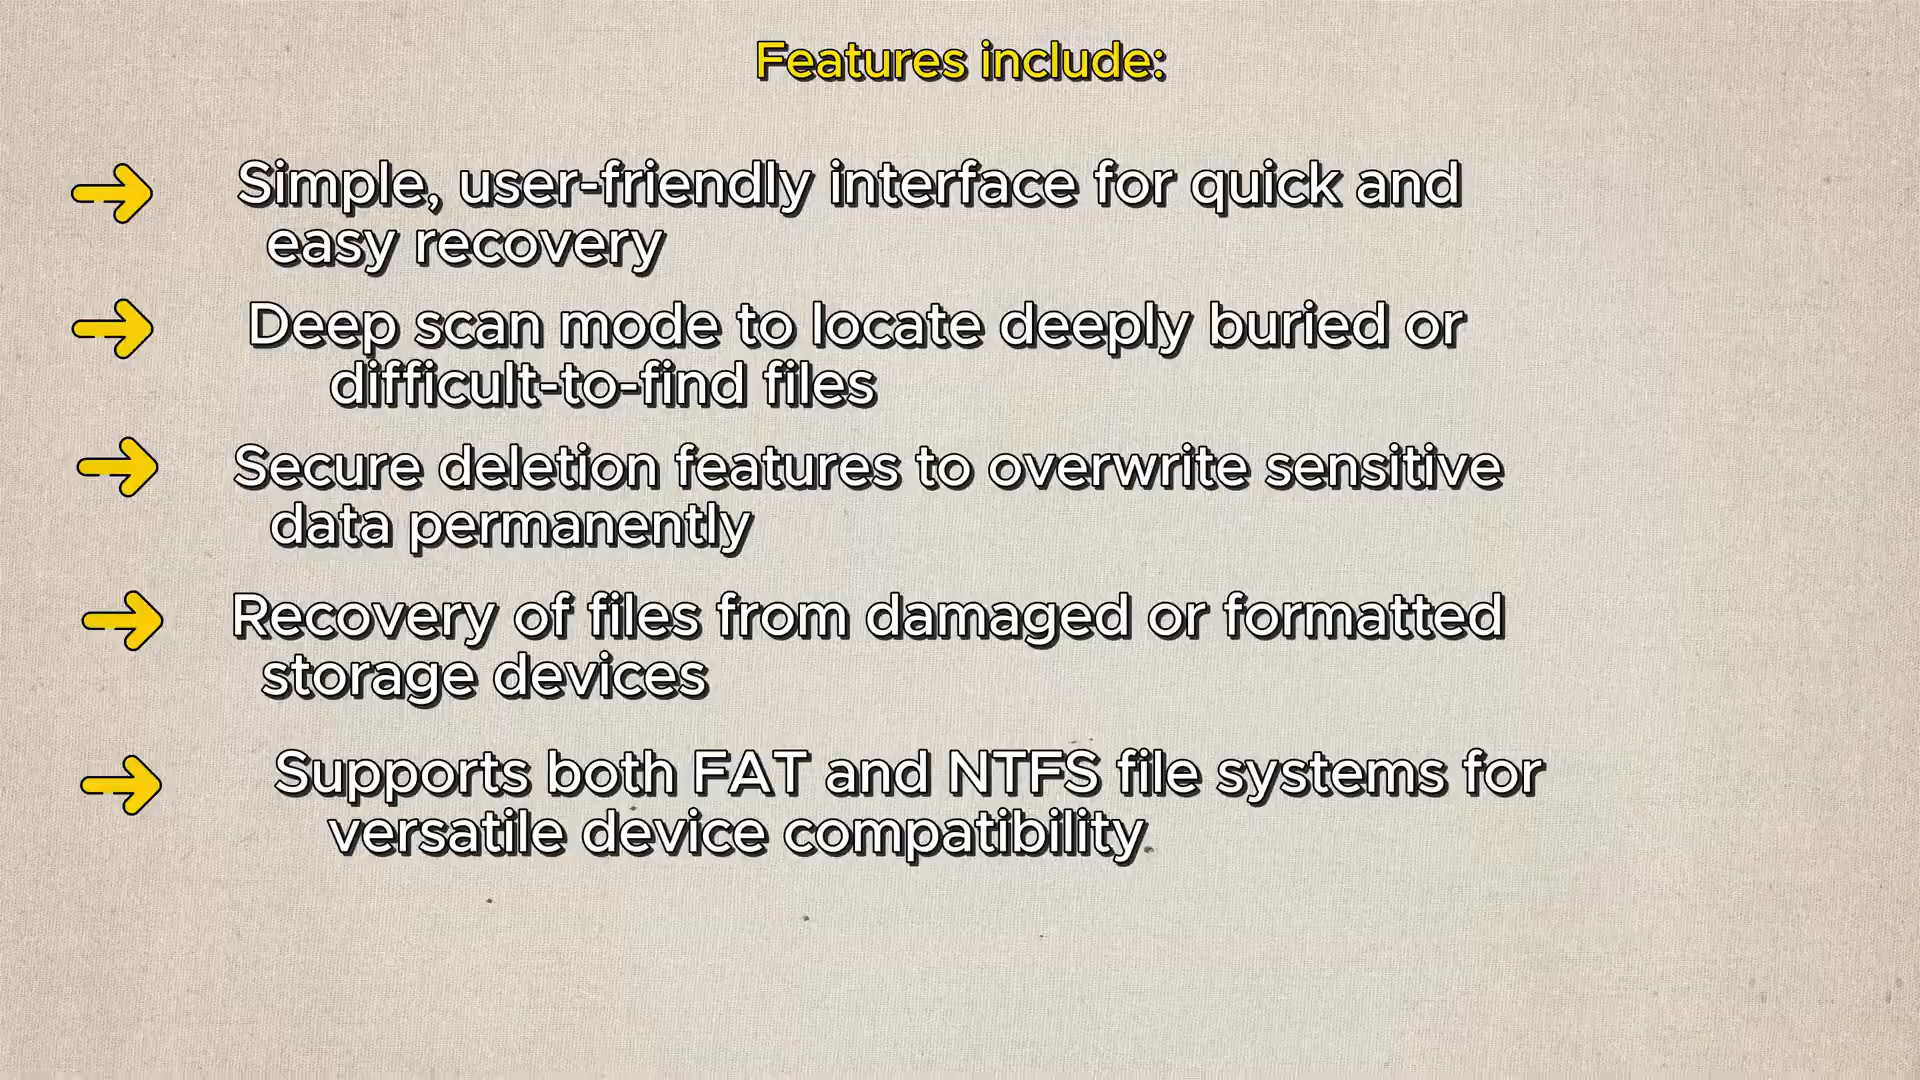 Features include:
Simple, user-friendly interface for quick and
easy recovery
Deep scan mode to locate deeply buried or
difficult-to-find files
Secure deletion features to overwrite sensitive
data permanently
Recovery of files from damaged or formatted
storage devices
Supports both FAT and NTFS file systems for
versatile device compatibility